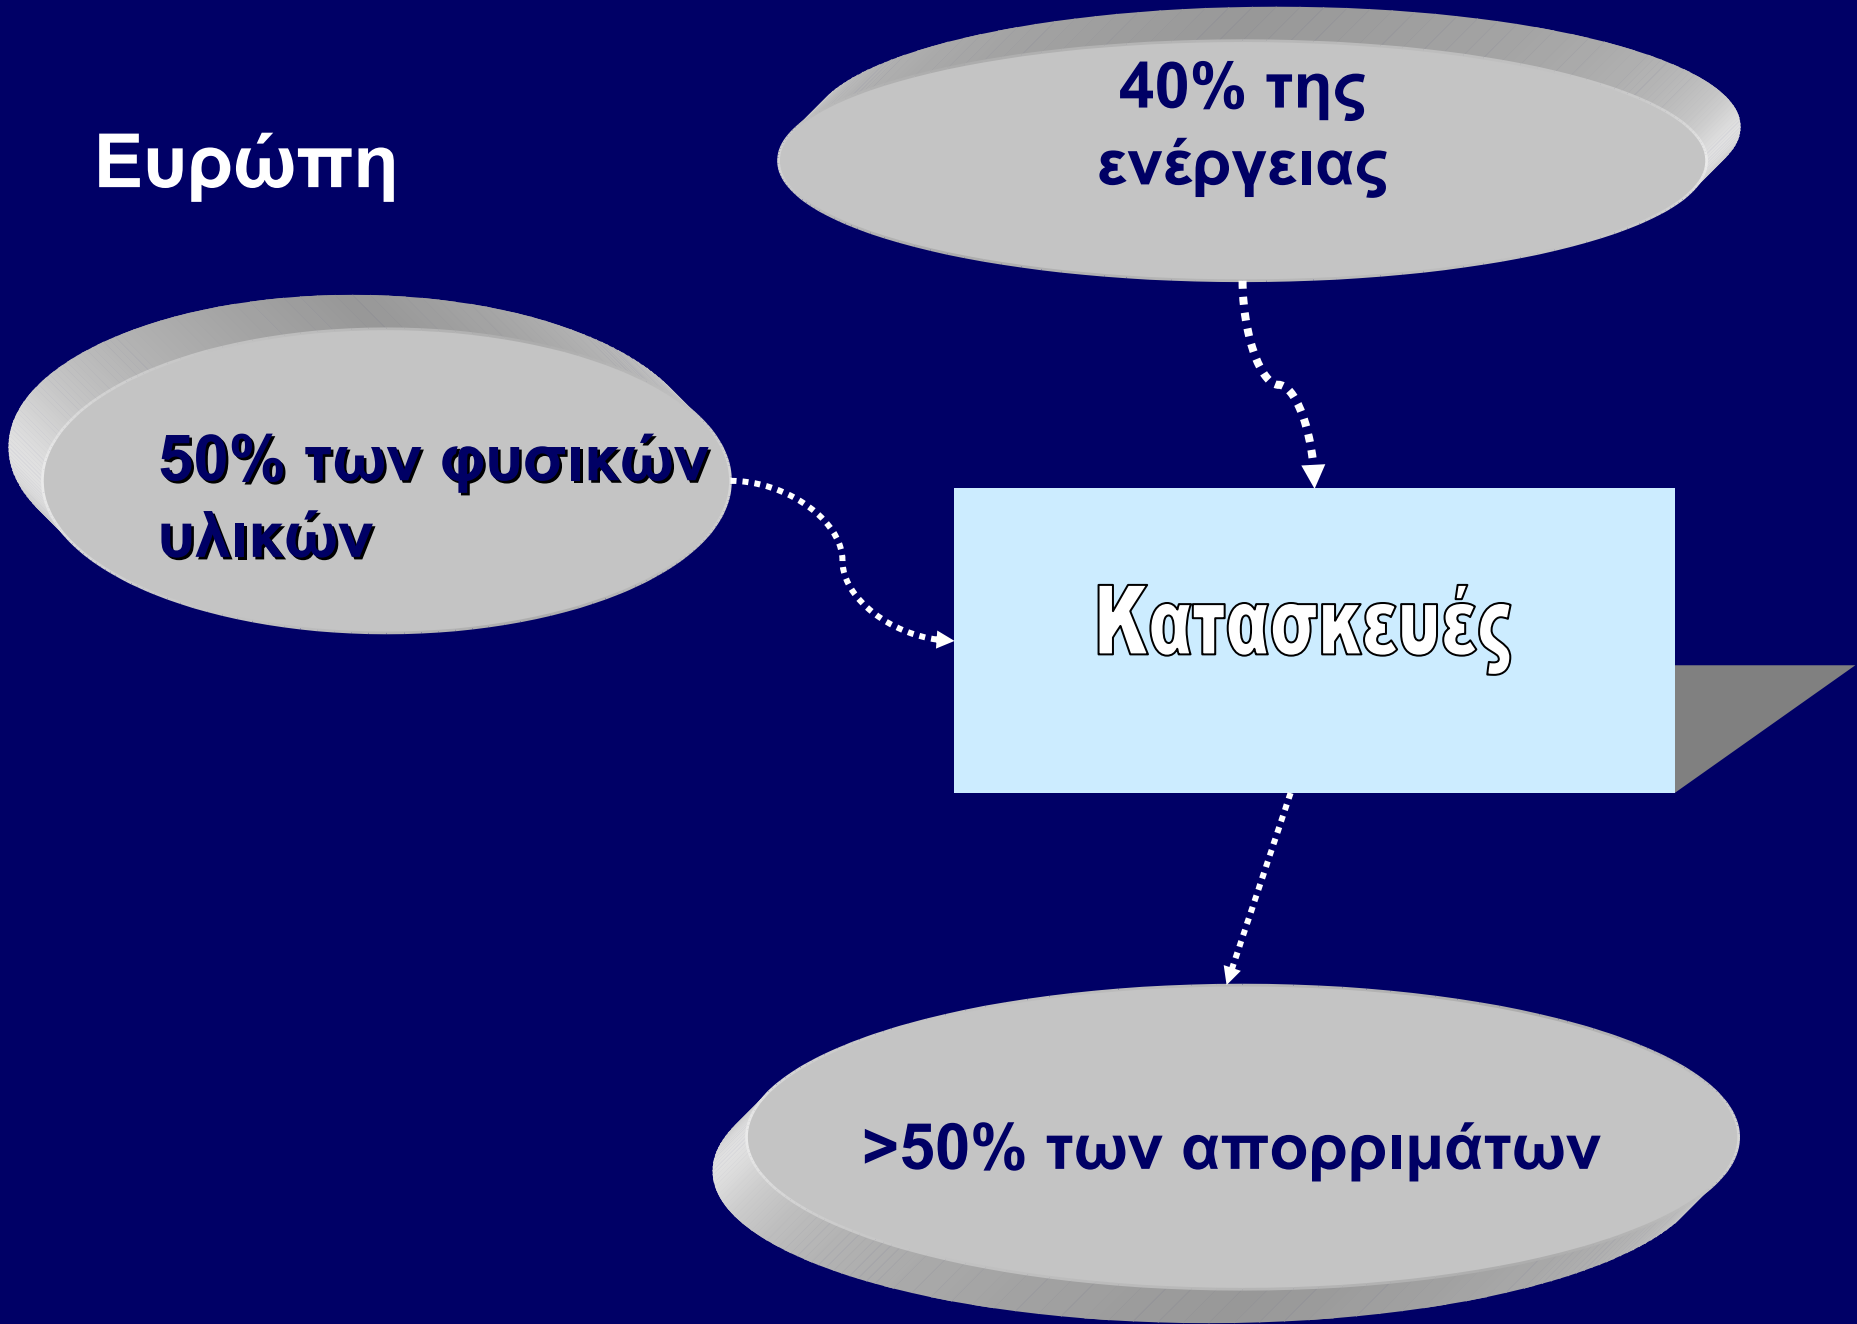 Ευρώπη
40% της
ενέργειας
50% των φυσικών
υλικών
Κατασκευές
>50% των απορριμάτων